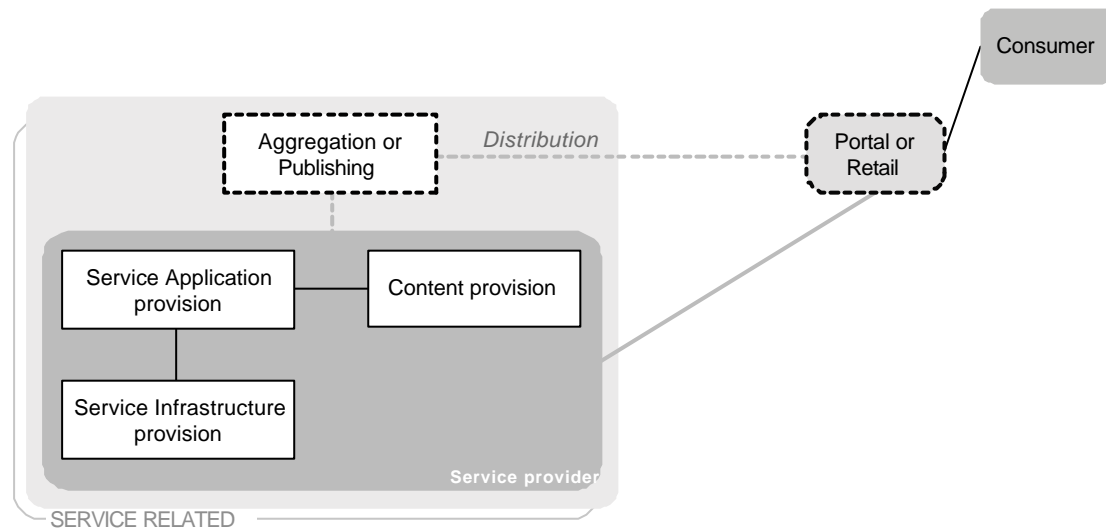 Consumer
Aggregation or
Publishing
Distribution
Portal or
Retail
Service Application
provision
Content provision
Service Infrastructure
provision
Service provider
SERVICE RELATED